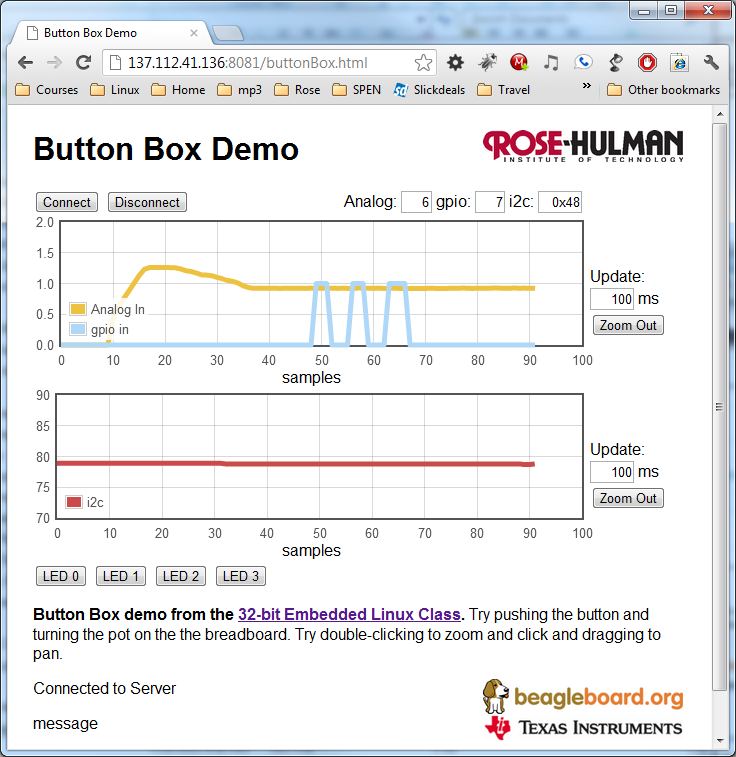 Button Box Demo
137.112.41.136:8081/buttonBox.html
Courses Linux Home mp3 Rose SPEN Slickdeals Travel » Other bookmarks
Button Box Demo
ROSE-HULMAN
INSTITUTE OF TECHNOLOGY
Connect Disconnect Analog: 6 gpio: 7 i2c: 0x48
2.0
1.5
1.0
0.5
0.0
Analog In
gpio in
0 10 20 30 40 50 60 70 80 90 100
samples
Update:
100 ms
Zoom Out
90
85
80
75
70
i2c
0 10 20 30 40 50 60 70 80 90 100
samples
Update:
100 ms
Zoom Out
LED 0 LED 1 LED 2 LED 3
Button Box demo from the 32-bit Embedded Linux Class. Try pushing the button and
turning the pot on the the breadboard. Try double-clicking to zoom and click and dragging to
pan.
Connected to Server
beagleboard.org
message
TEXAS INSTRUMENTS